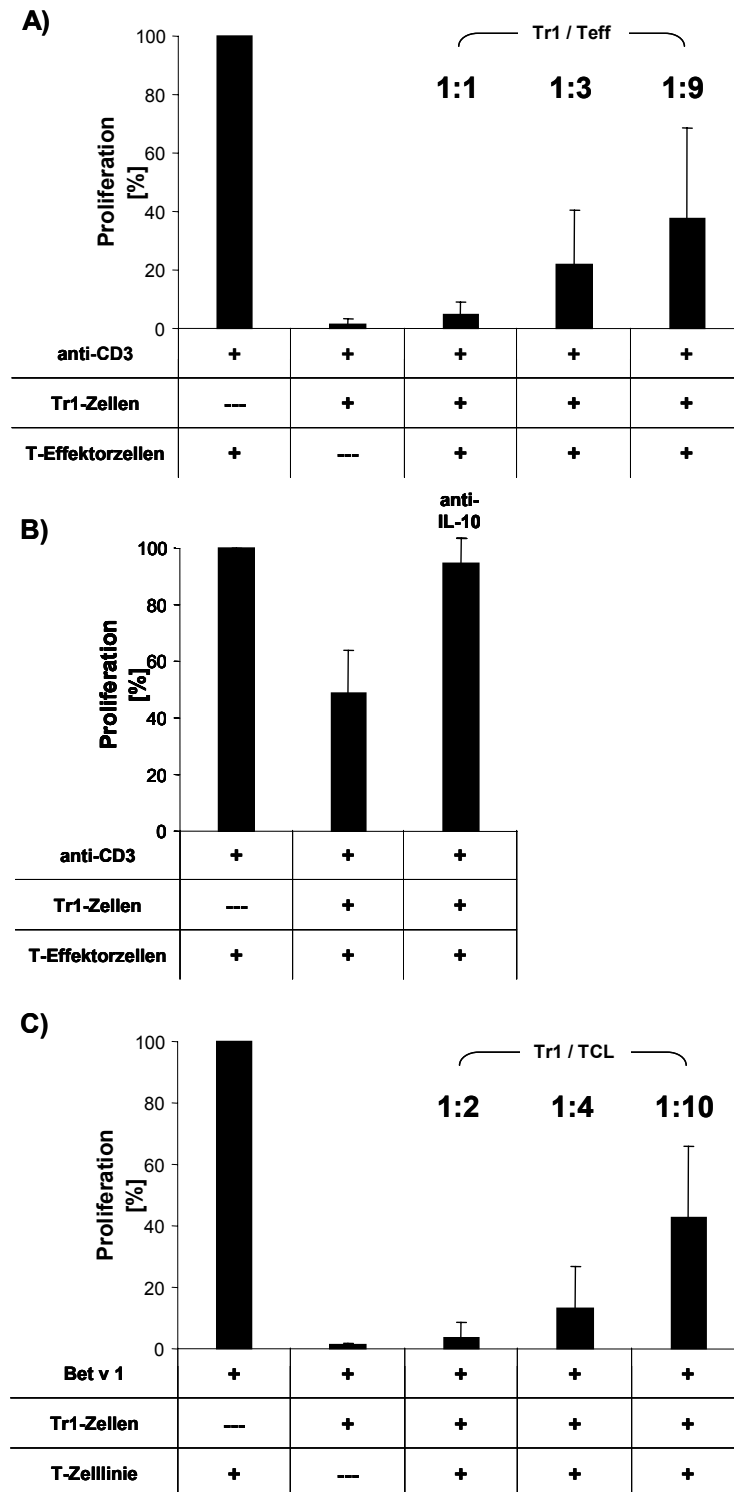 A)
Tr1 / Teff
1:1 1:3 1:9
100
80
60
40
20
0
Proliferation
[%]
anti-CD3 + + + + +
Tr1-Zellen --- + + + +
T-Effektorzellen + --- + + +
B)
anti-
IL-10
100
80
60
40
20
0
Proliferation
[%]
anti-CD3 + + +
Tr1-Zellen --- + +
T-Effektorzellen + + +
C)
Tr1 / TCL
1:2 1:4 1:10
100
80
60
40
20
0
Proliferation
[%]
Bet v 1 + + + + +
Tr1-Zellen --- + + + +
T-Zelllinie + --- + + +